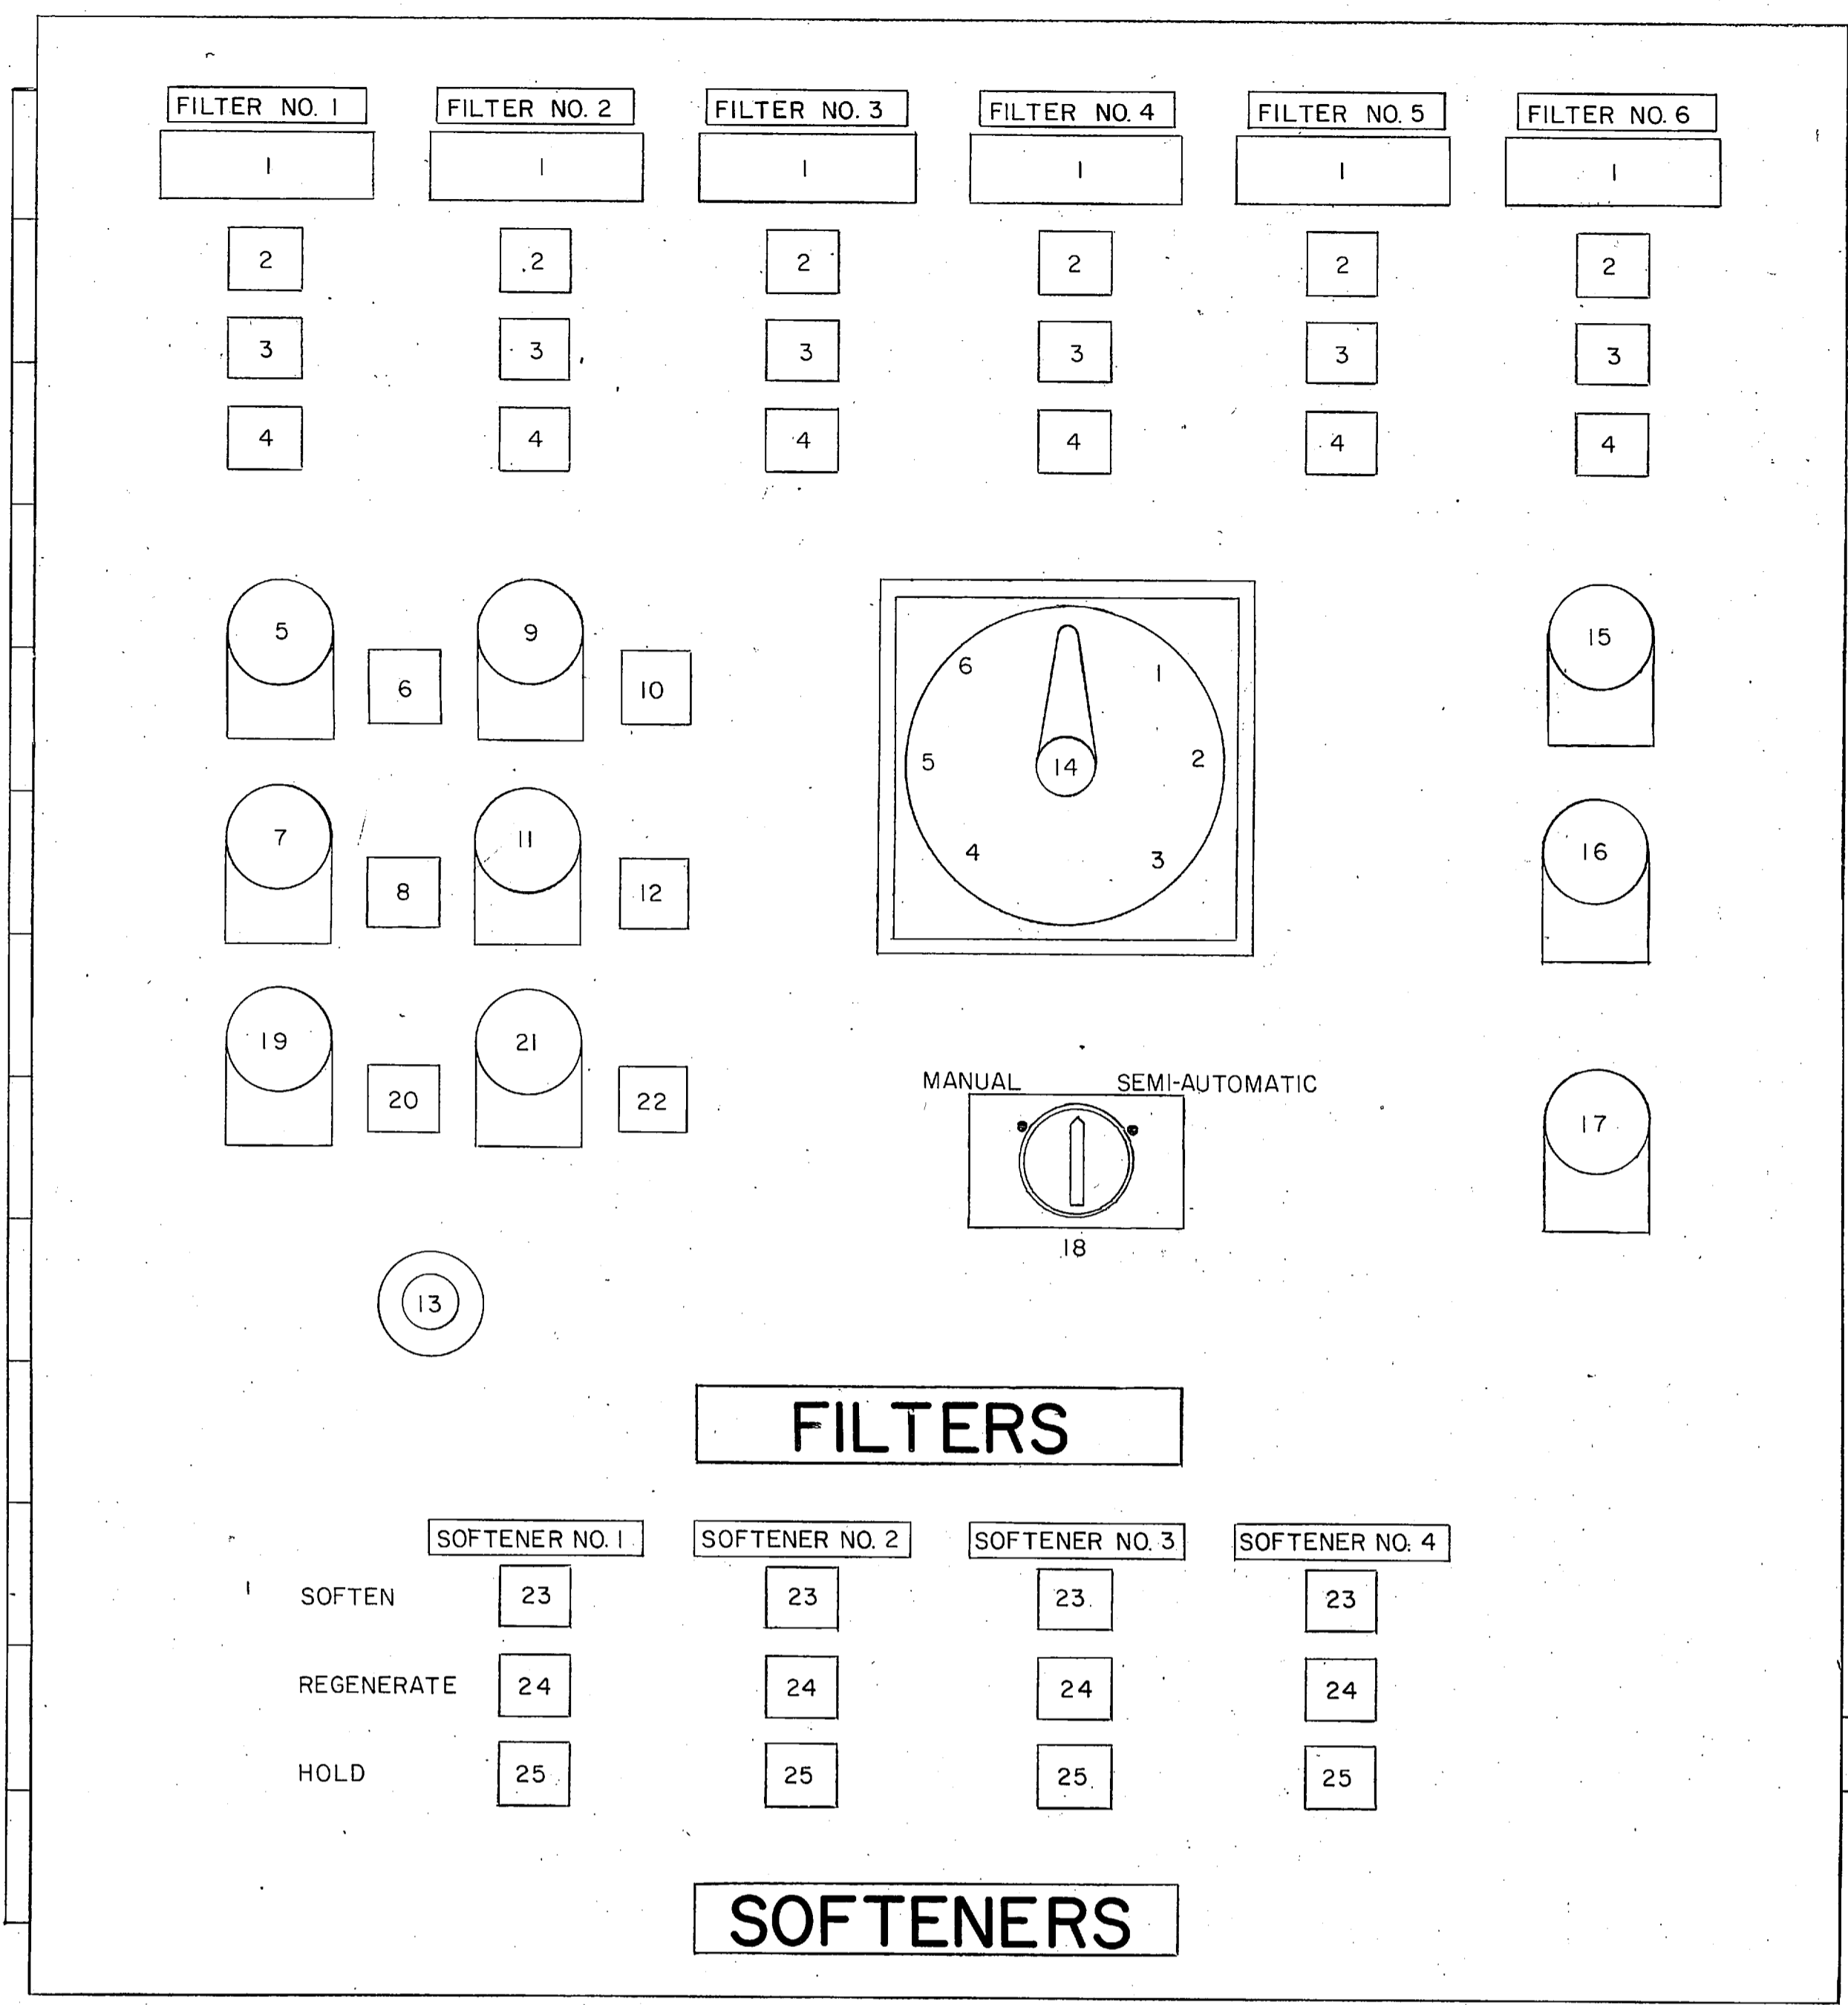 FILTER NO. 1 FILTER NO. 2 FILTER NO. 3 FILTER NO. 4 FILTER NO. 5 FILTER NO. 6
1 1 1 1 1 1
2 2 2 2 2 2
3 3 3 3 3 3
4 4 4 4 4 4
5 9 15
6 1
6 10
5 14 2
7 11 16
4 3
8 12
19 21
MANUAL SEMI-AUTOMATIC
20 22 17
18
13
FILTERS
SOFTENER NO. 1 SOFTENER NO. 2 SOFTENER NO. 3 SOFTENER NO. 4
SOFTEN 23 23 23 23
REGENERATE 24 24 24 24
HOLD 25 25 25 25
SOFTENERS